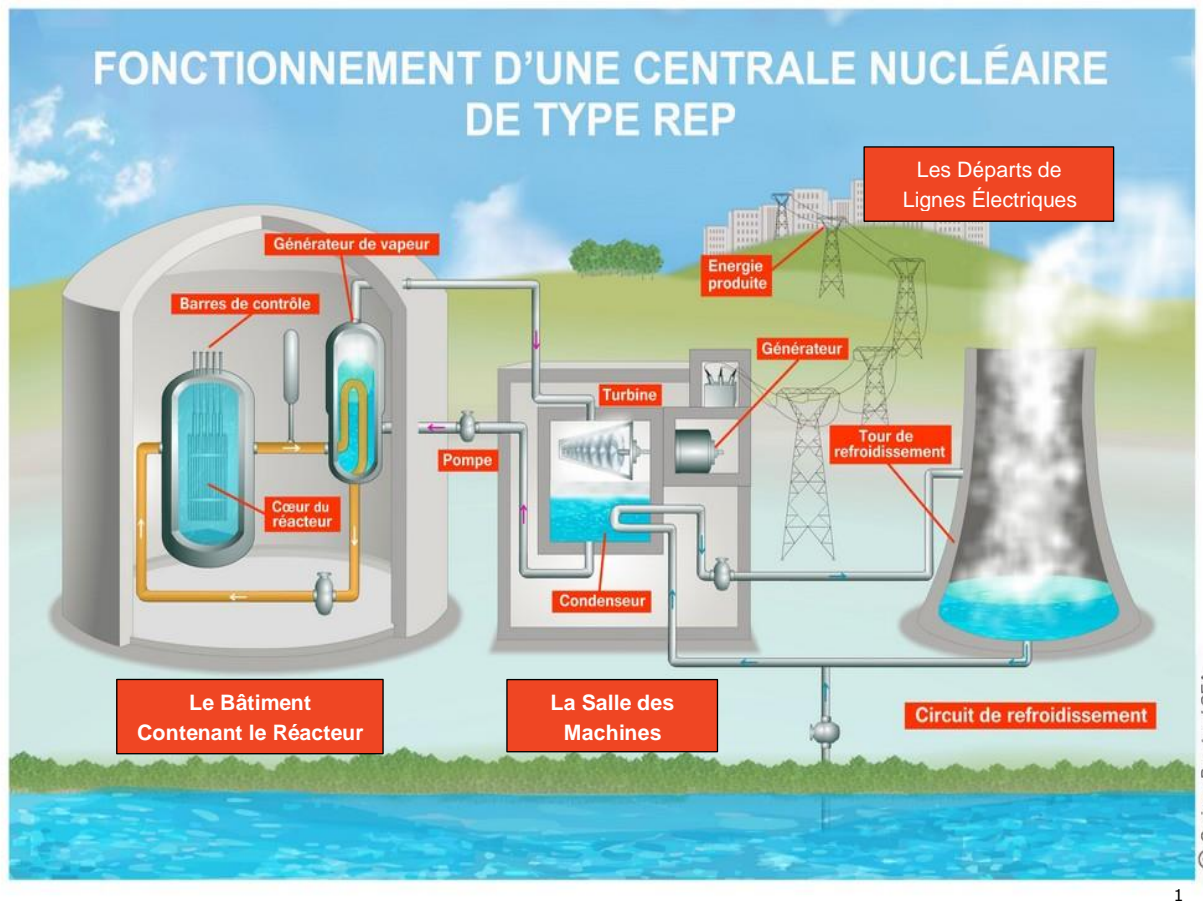 FONCTIONNEMENT D'UNE CENTRALE NUCLÉAIRE
DE TYPE REP
Les Départs de
Lignes Électriques
Générateur de vapeur
Energie
produite
Barres de contrôle
Générateur
Turbine
Tour de
refroidissement
Pompe
Cœur du
réacteur
Condenseur
Le Bâtiment
Contenant le Réacteur
La Salle des
Machines
Circuit de refroidissement
1